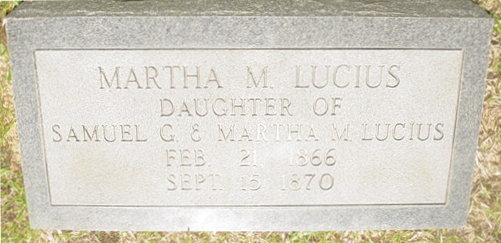 MARTHA M. LUCIUS
DAUGHTER OF
SAMUEL G. & MARTHA M. LUCIUS
FEB. 21 1866
SEPT. 15 1870